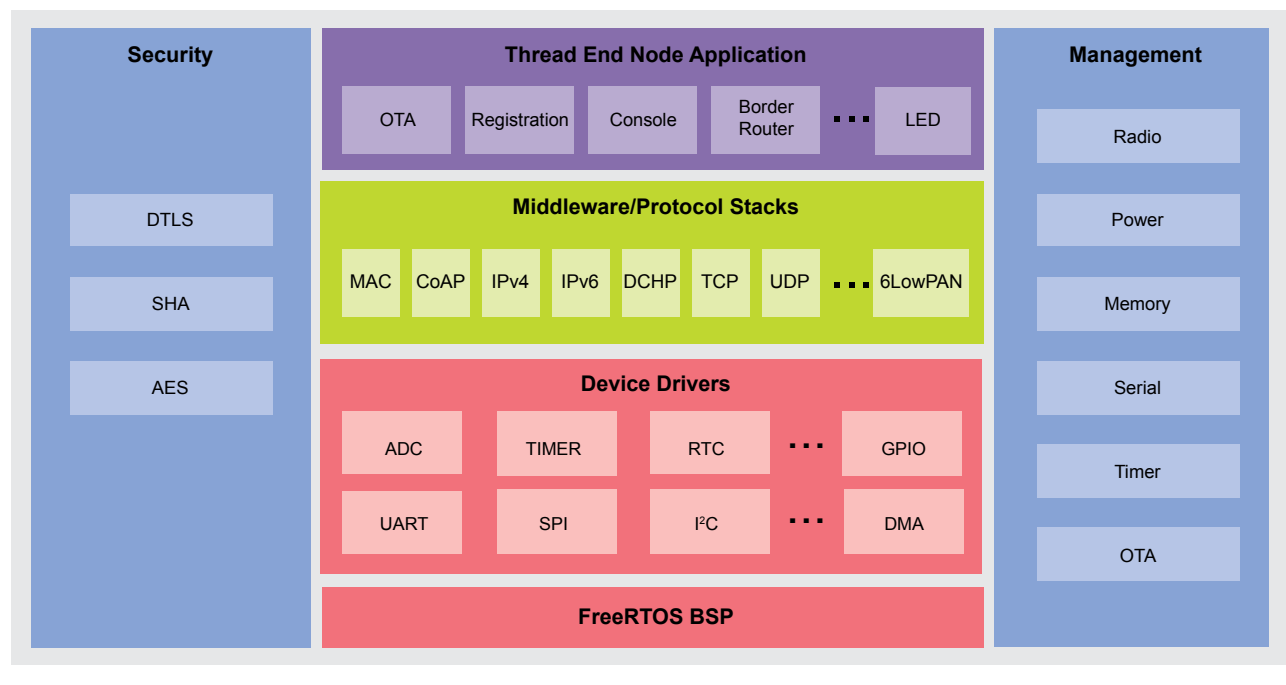 Security
DTLS
SHA
AES
Thread End Node Application
OTA
Registration
Console
Border
Router
...
LED
Middleware/Protocol Stacks
MAC
CoAP
IPv4
IPv6
DCHP
TCP
UDP
...
6LowPAN
Device Drivers
ADC
TIMER
RTC
...
GPIO
UART
SPI
I²C
...
DMA
FreeRTOS BSP
Management
Radio
Power
Memory
Serial
Timer
OTA